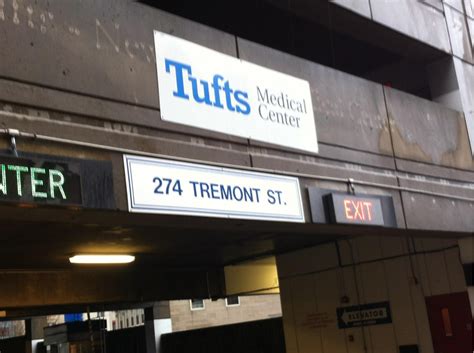 Tufts Medical
Center
NTER
274 TREMONT ST.
EXIT
ELEVATOR